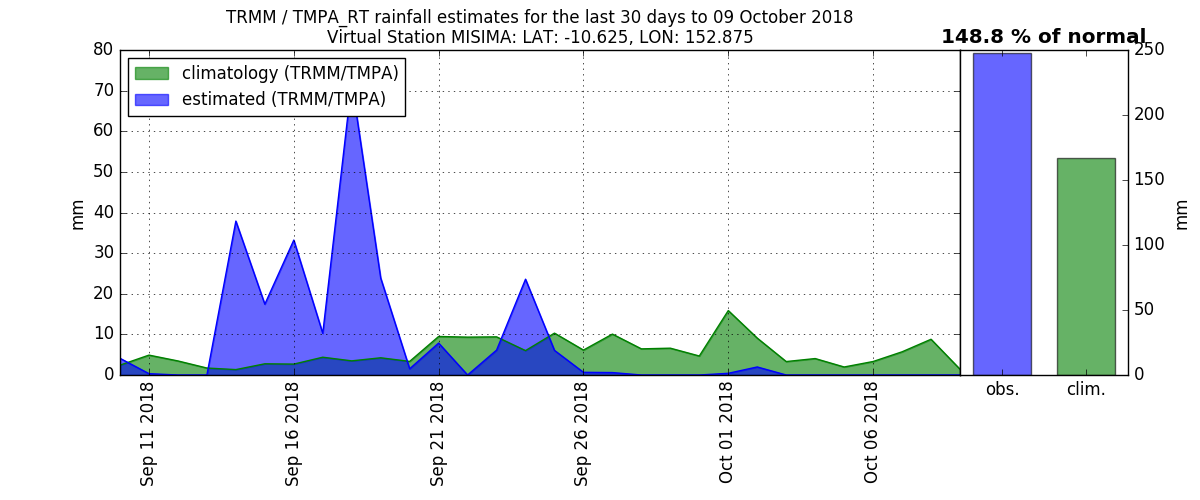 TRMM / TMPA_RT rainfall estimates for the last 30 days to 09 October 2018
Virtual Station MISIMA: LAT: -10.625, LON: 152.875
148.8 % of normal
climatology (TRMM/TMPA)
estimated (TRMM/TMPA)
mm
80
70
60
50
40
30
20
10
0
Sep 11 2018
Sep 16 2018
Sep 21 2018
Sep 26 2018
Oct 01 2018
Oct 06 2018
obs.
clim.
250
200
150
100
50
0
mm